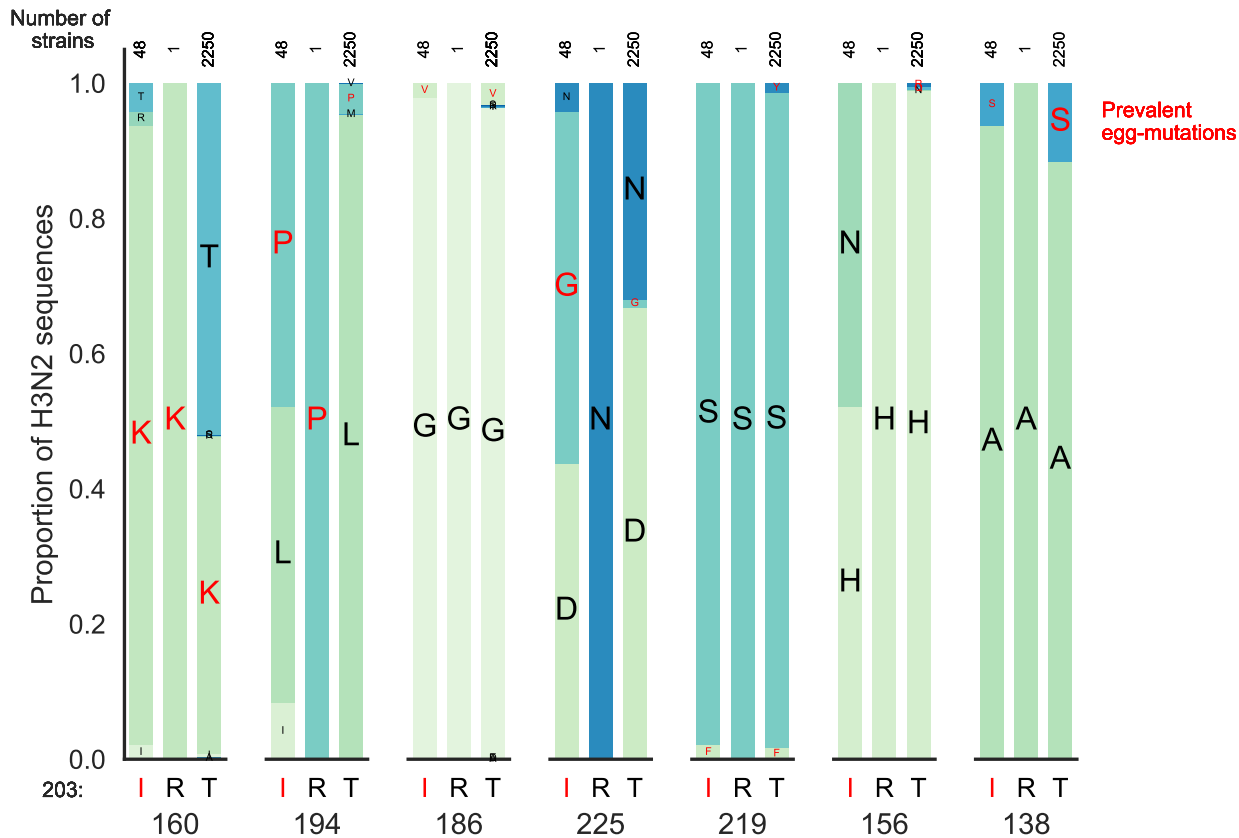 Number of
strains
48 1 2250 48 1 2250 48 1 2250 48 1 2250 48 1 2250 48 1 2250 48 1 2250
Prevalent
egg-mutations
Proportion of H3N2 sequences
1.0
0.8
0.6
0.4
0.2
0.0
T R K I
K
T K
P L I
P
V P M L
V G
G
V G
N G D
N
N G D
S F
S
Y S F
N H
H
N H
S A
A
S A
203: I R T I R T I R T I R T I R T I R T I R T
160 194 186 225 219 156 138